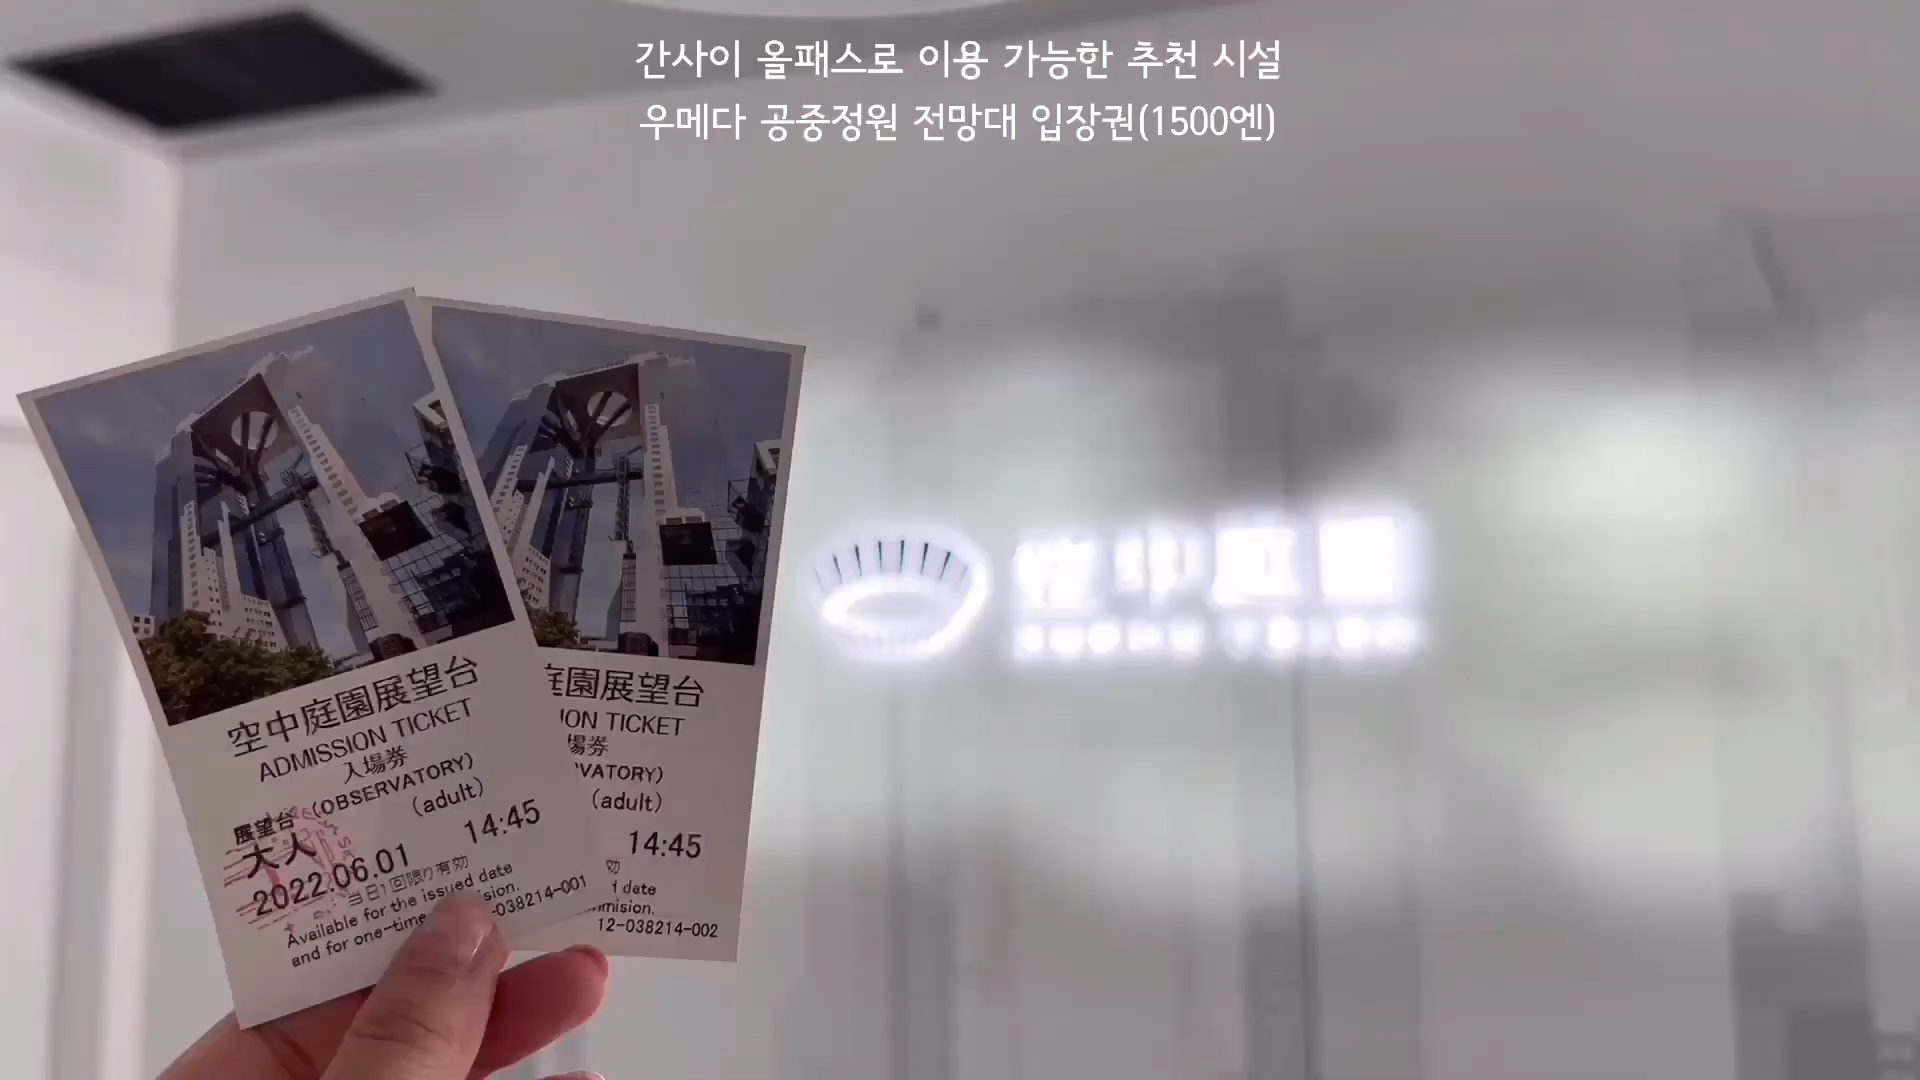 간사이 올패스로 이용 가능한 추천 시설
우메다 공중정원 전망대 입장권(1500엔)
空中庭園展望台
ADMISSION TICKET
入場券
展望台 (OBSERVATORY)
大人 (adult)
2022.06.01 14:45
当日1回限り有効
Available for the issued date
and for one-time
-038214-001
庭園展望台
ION TICKET
場券
VATORY)
(adult)
14:45
効
date
mision.
12-038214-002
空中庭園